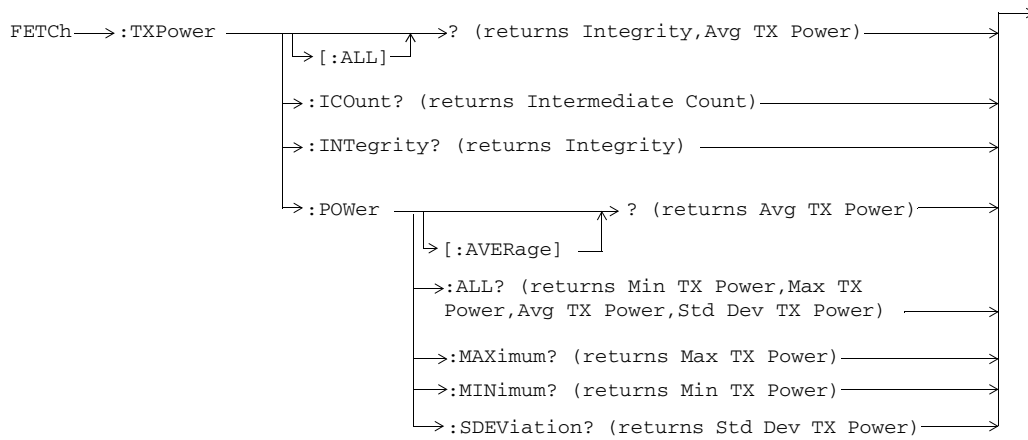 FETCh :TXPower ? (returns Integrity,Avg TX Power)
[:ALL]
:ICOunt? (returns Intermediate Count)
:INTegrity? (returns Integrity)
:POWer ? (returns Avg TX Power)
[:AVERage]
:ALL? (returns Min TX Power,Max TX
Power,Avg TX Power,Std Dev TX Power)
:MAXimum? (returns Max TX Power)
:MINimum? (returns Min TX Power)
:SDEViation? (returns Std Dev TX Power)